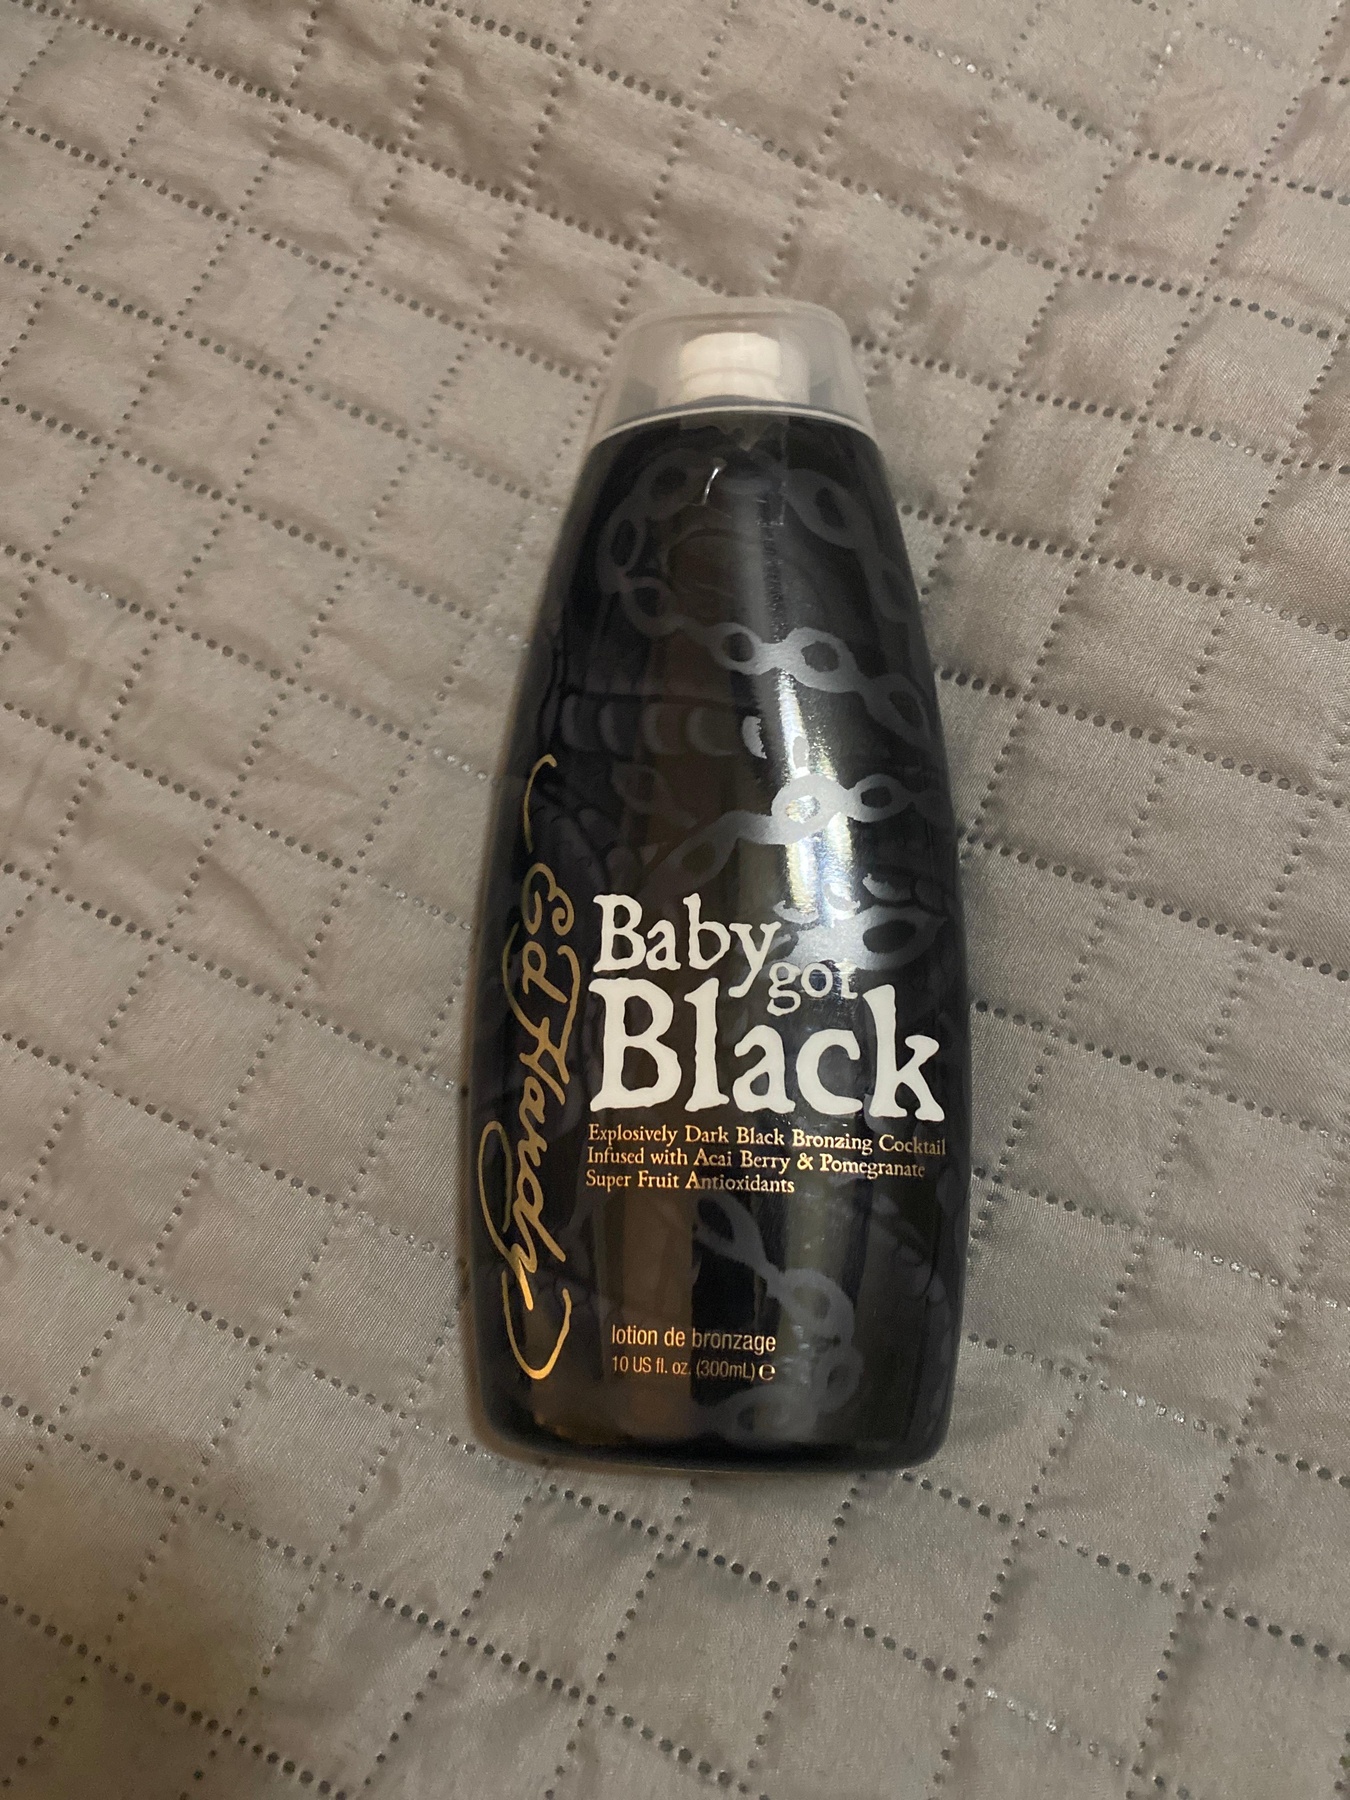 Ed Hardy
Baby
got
Black
Explosively Dark Black Bronzing Cocktail
Infused with Acai Berry & Pomegranate
Super Fruit Antioxidants
lotion de bronzage
10 US fl. oz. (300mL) ℮